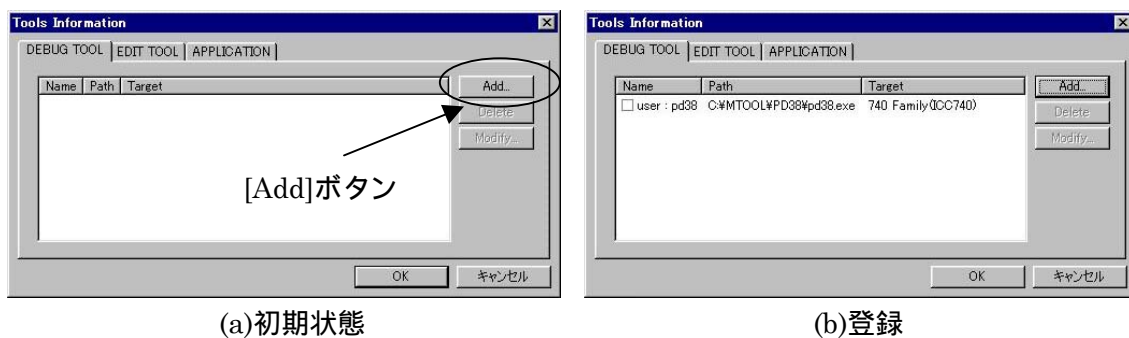 Tools Information
DEBUG TOOL EDIT TOOL APPLICATION
Name Path Target
Add...
Delete
Modify...
[Add]ボタン
OK キャンセル
(a)初期状態
Tools Information
DEBUG TOOL EDIT TOOL APPLICATION
Name Path Target
user : pd38 C:¥MTOOL¥PD38¥pd38.exe 740 Family(ICC740)
Add...
Delete
Modify...
OK キャンセル
(b)登録